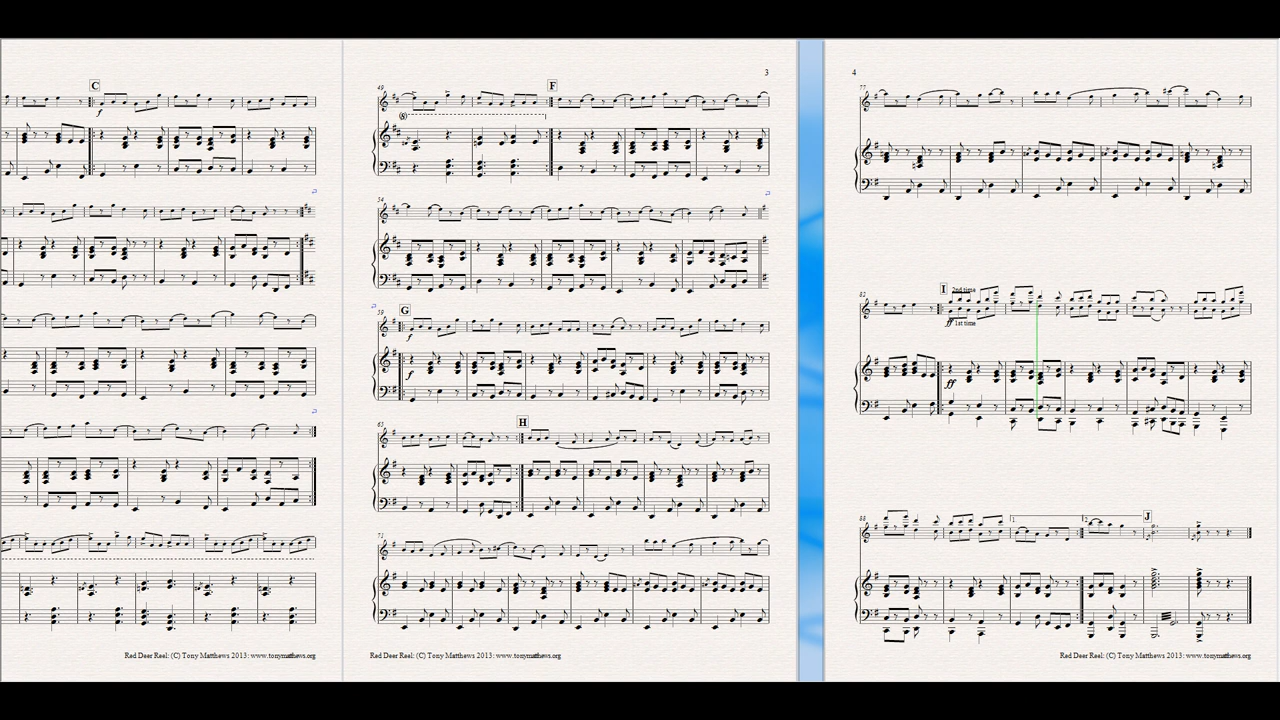 C
f
Red Deer Reel: (C) Tony Matthews 2013: www.tonymatthews.org
3
49
F
(8)
54
59
G
f
f
65
H
71
Red Deer Reel: (C) Tony Matthews 2013: www.tonymatthews.org
4
77
82
I
2nd time
ff 1st time
ff
88
1.
2.
J
Red Deer Reel: (C) Tony Matthews 2013: www.tonymatthews.org